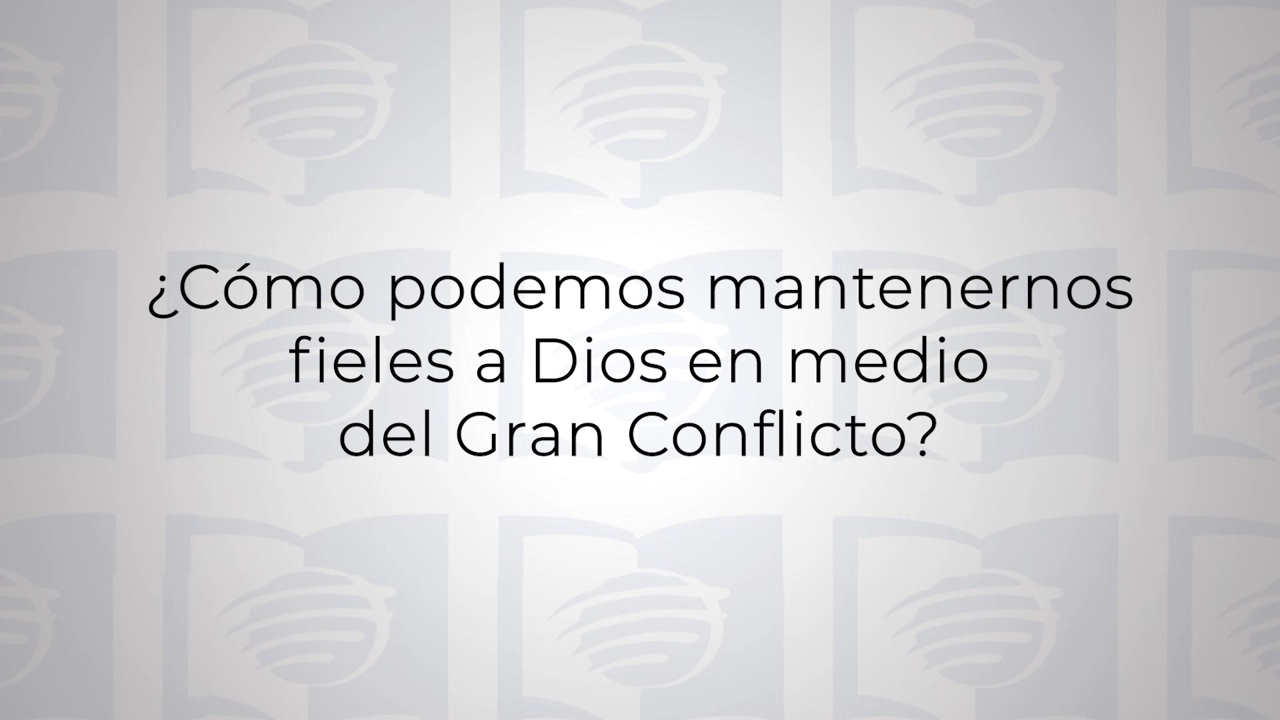 ¿Cómo podemos mantenernos
fieles a Dios en medio
del Gran Conflicto?